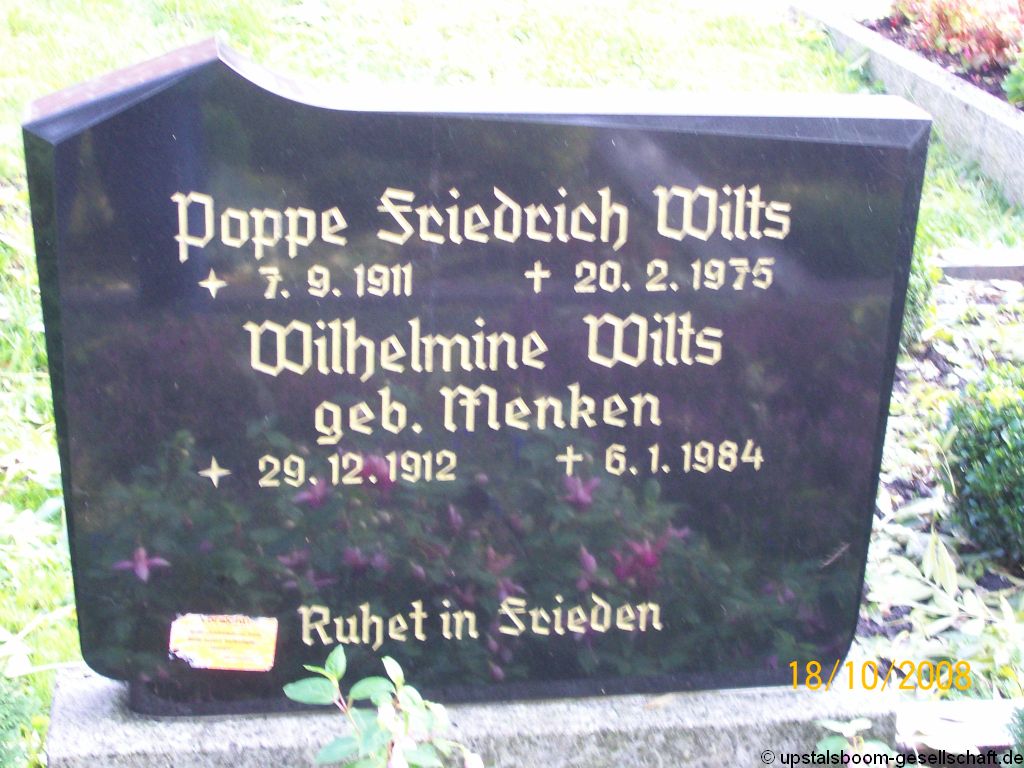 Poppe Friedrich Wilts
7. 9. 1911 † 20. 2. 1975
Wilhelmine Wilts
geb. Menken
29. 12. 1912 † 6. 1. 1984
Ruhet in Frieden
18/10/2008
© upstalsboom-gesellschaft.de